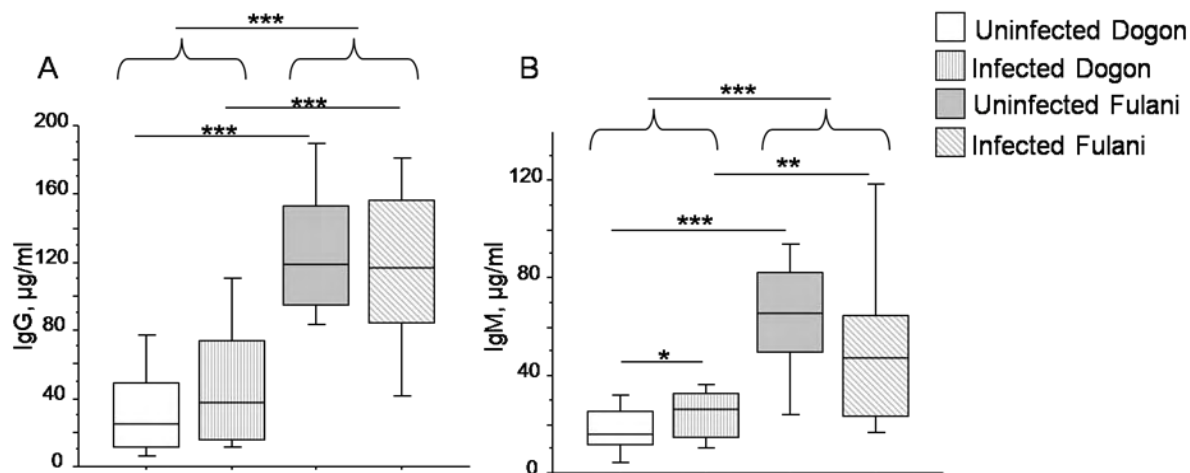 ***
A
***
***
200
160
120
80
40
0
IgG, µg/ml
B
***
**
***
*
120
80
40
0
IgM, µg/ml
Uninfected Dogon
Infected Dogon
Uninfected Fulani
Infected Fulani